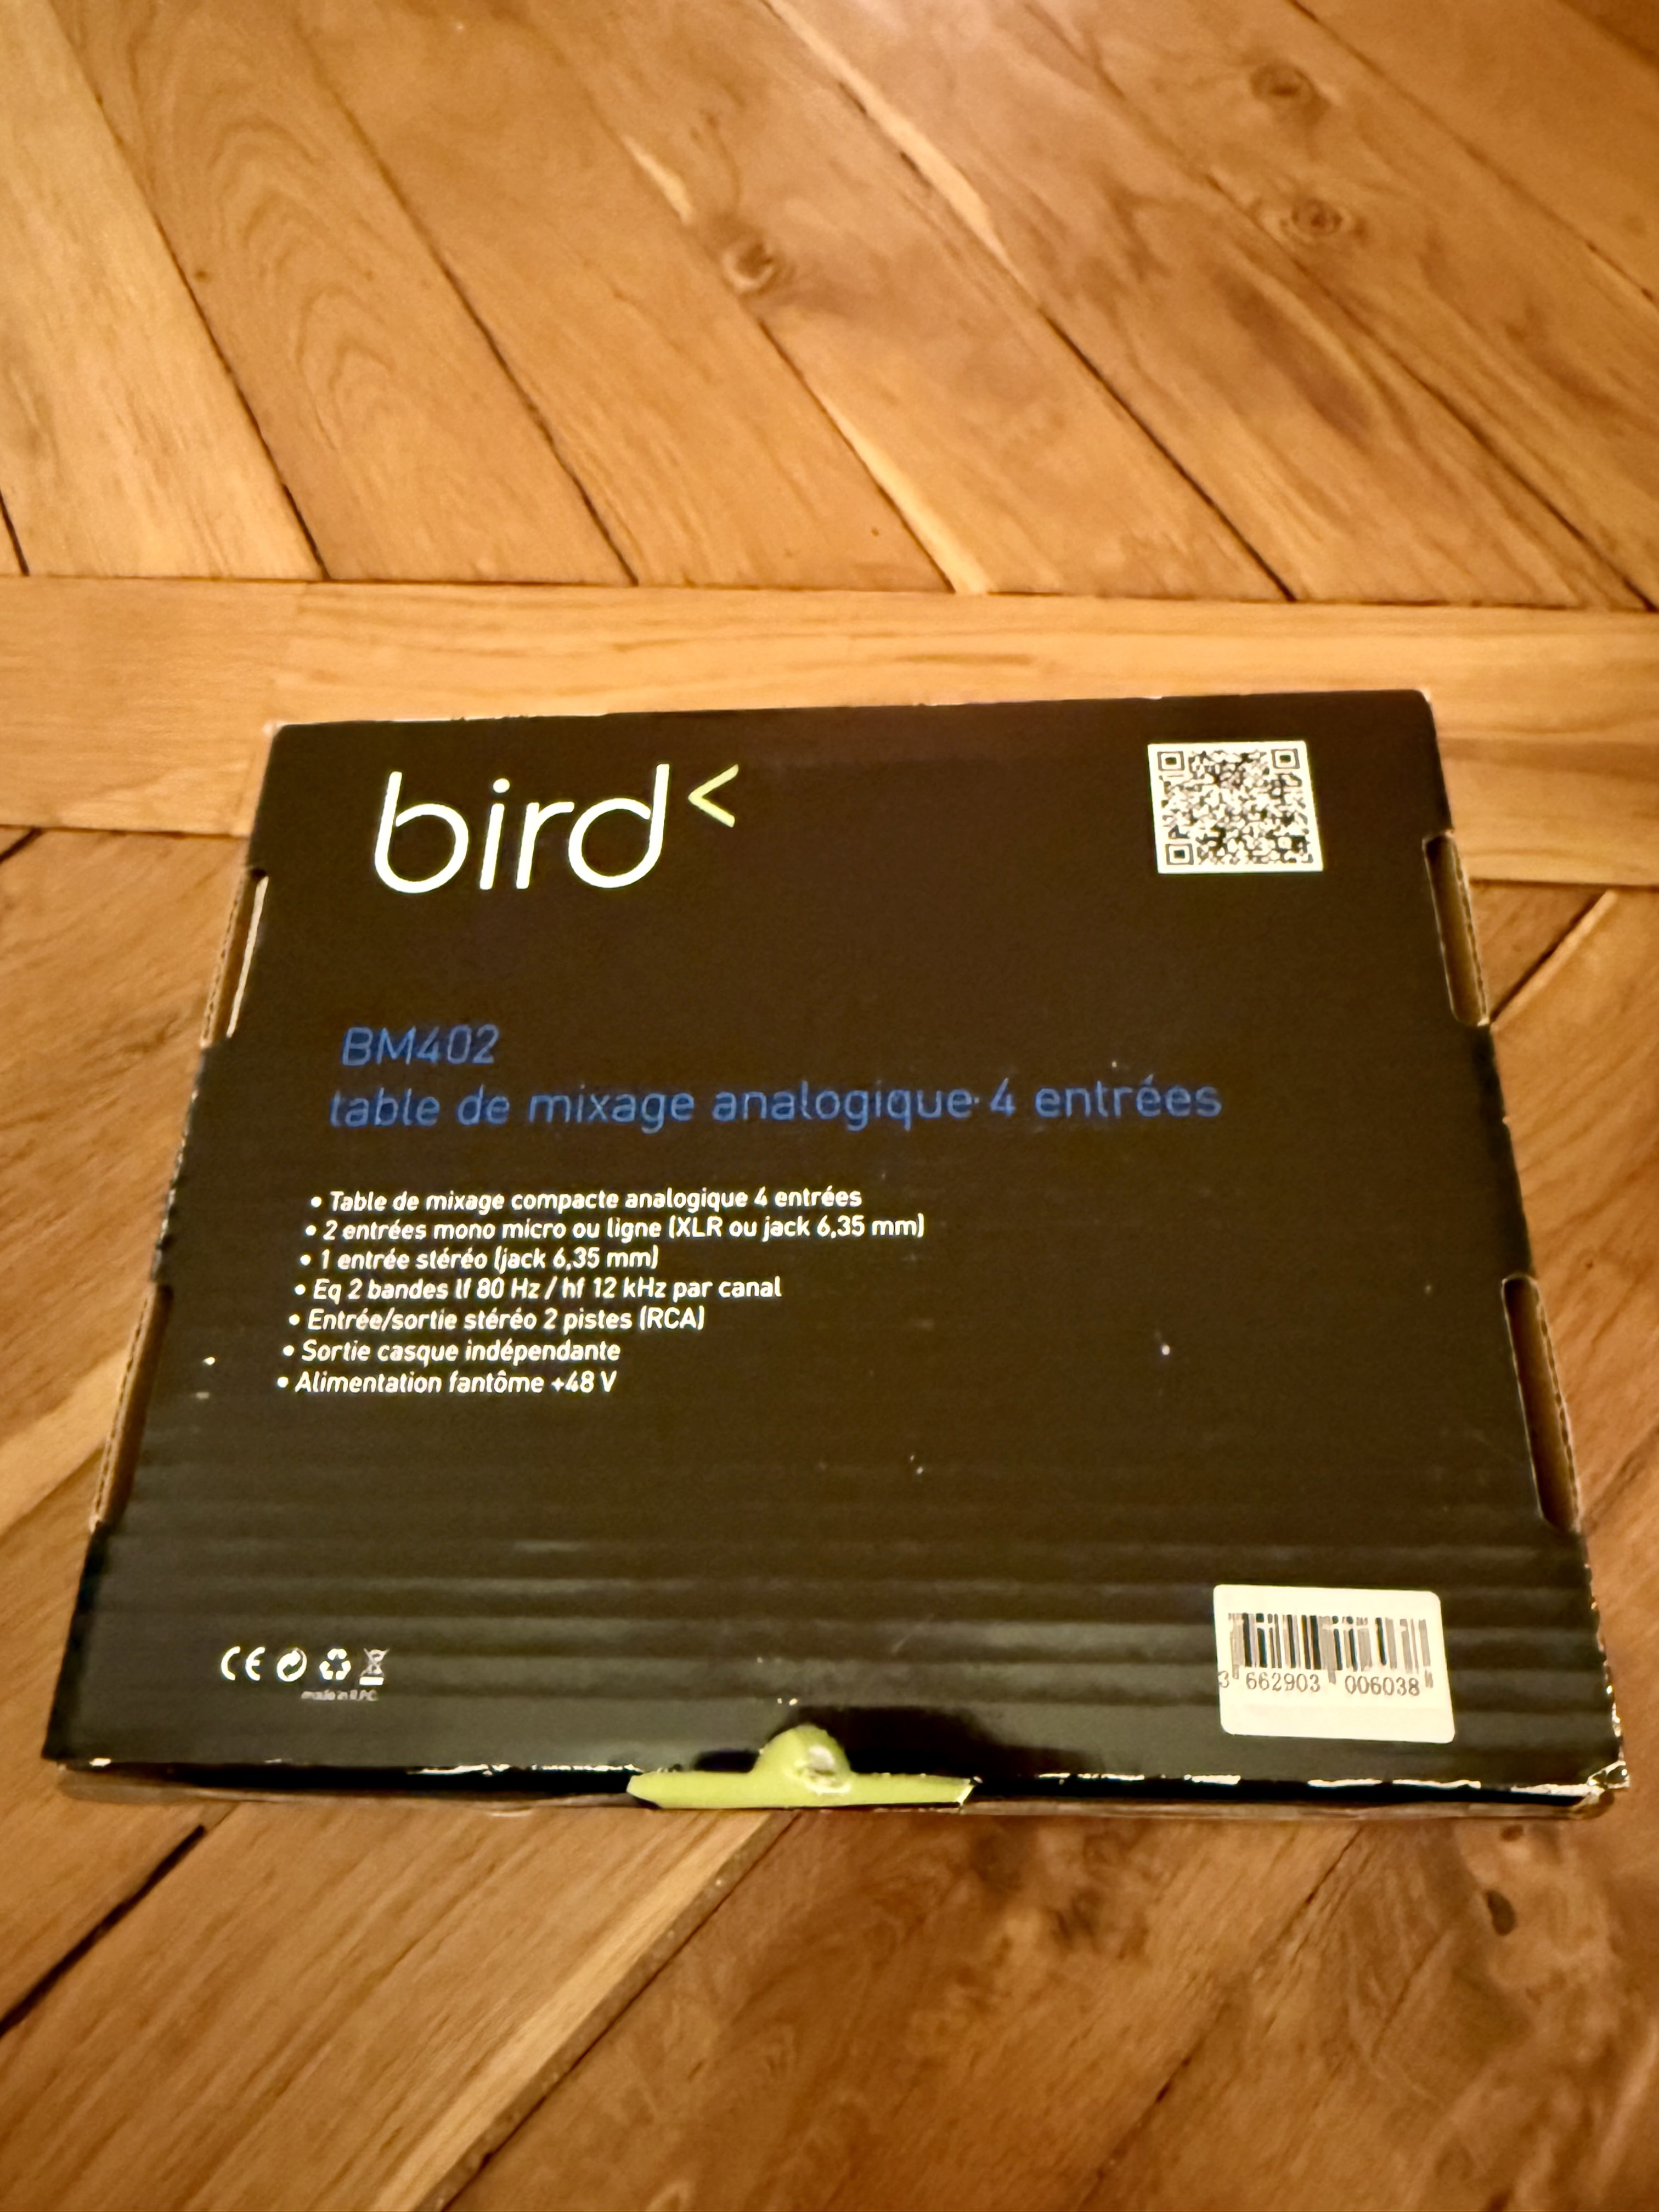 bird<
BM402
table de mixage analogique 4 entrées
• Table de mixage compacte analogique 4 entrées
• 2 entrées mono micro ou ligne (XLR ou jack 6,35 mm)
• 1 entrée stéréo (jack 6,35 mm)
• Eq 2 bandes lf 80 Hz / hf 12 kHz par canal
• Entrée/sortie stéréo 2 pistes (RCA)
• Sortie casque indépendante
• Alimentation fantôme +48 V
CE
made in R.P.C.
3 662903 006038